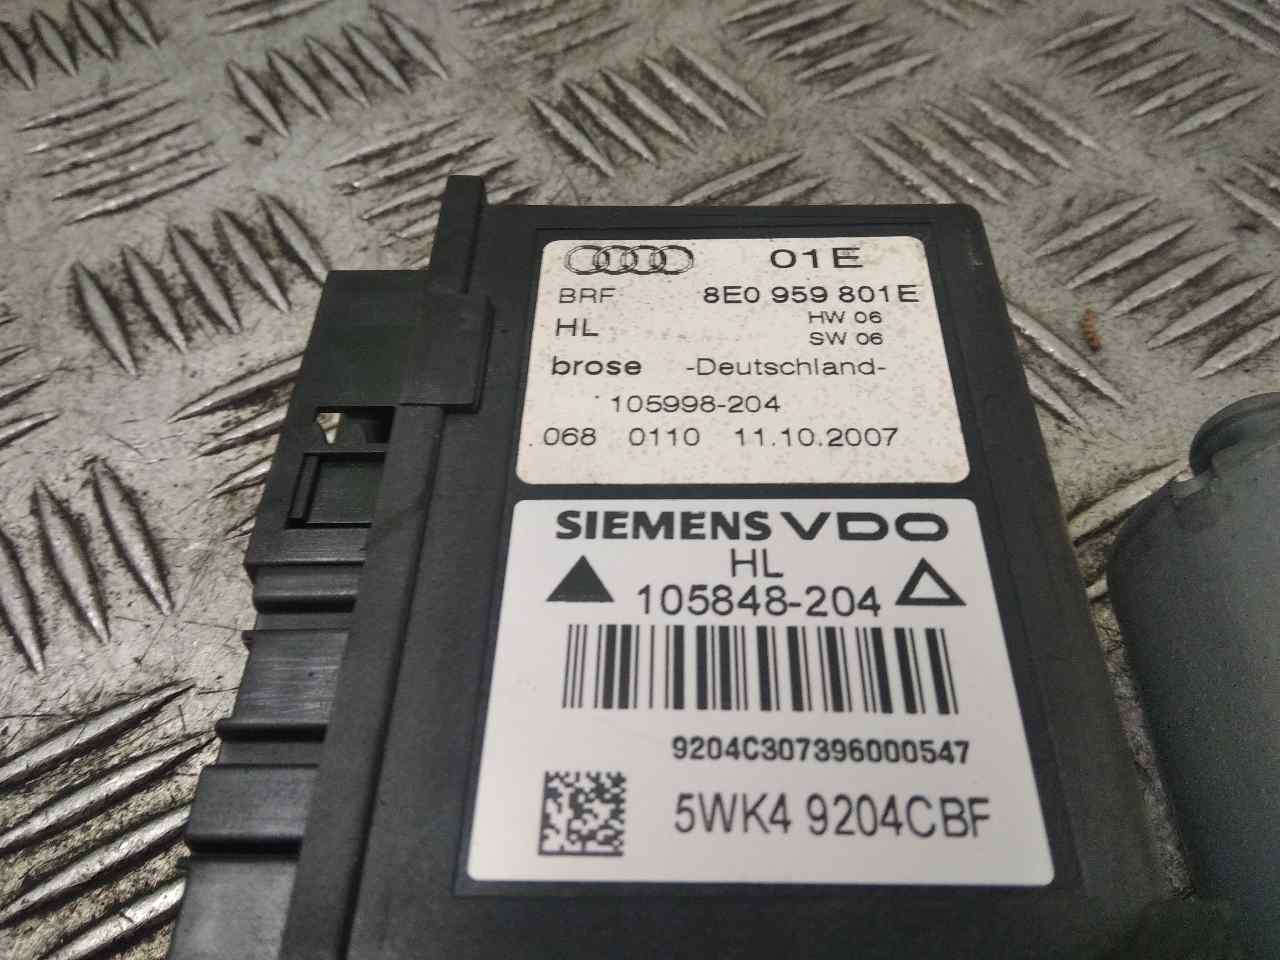 01E
BRF 8E0 959 801E
HL HW 06
SW 06
brose -Deutschland-
105998-204
068 0110 11.10.2007
SIEMENS VDO
HL
105848-204
9204C307396000547
5WK4 9204CBF